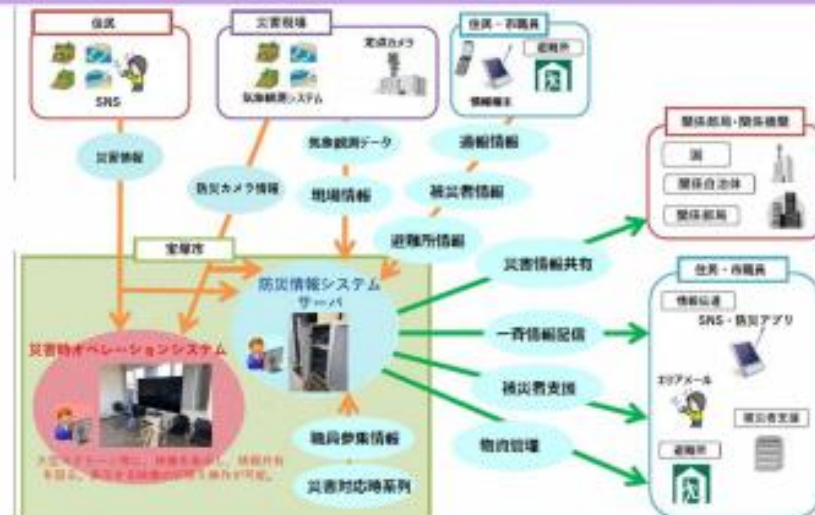 住民
SNS
災害現場
定点カメラ
気象観測システム
住民・市職員
避難所
情報端末
災害情報
防災カメラ情報
気象観測データ
現場情報
通報情報
被災者情報
避難所情報
宝塚市
防災情報システム
サーバ
災害時オペレーションシステム
職員参集情報
災害対応時系列
災害情報共有
一斉情報配信
被災者支援
物資管理
関係部局・関係機関
国
関係自治体
関係部局
住民・市職員
情報伝達
SNS・防災アプリ
エリアメール
被災者支援
避難所